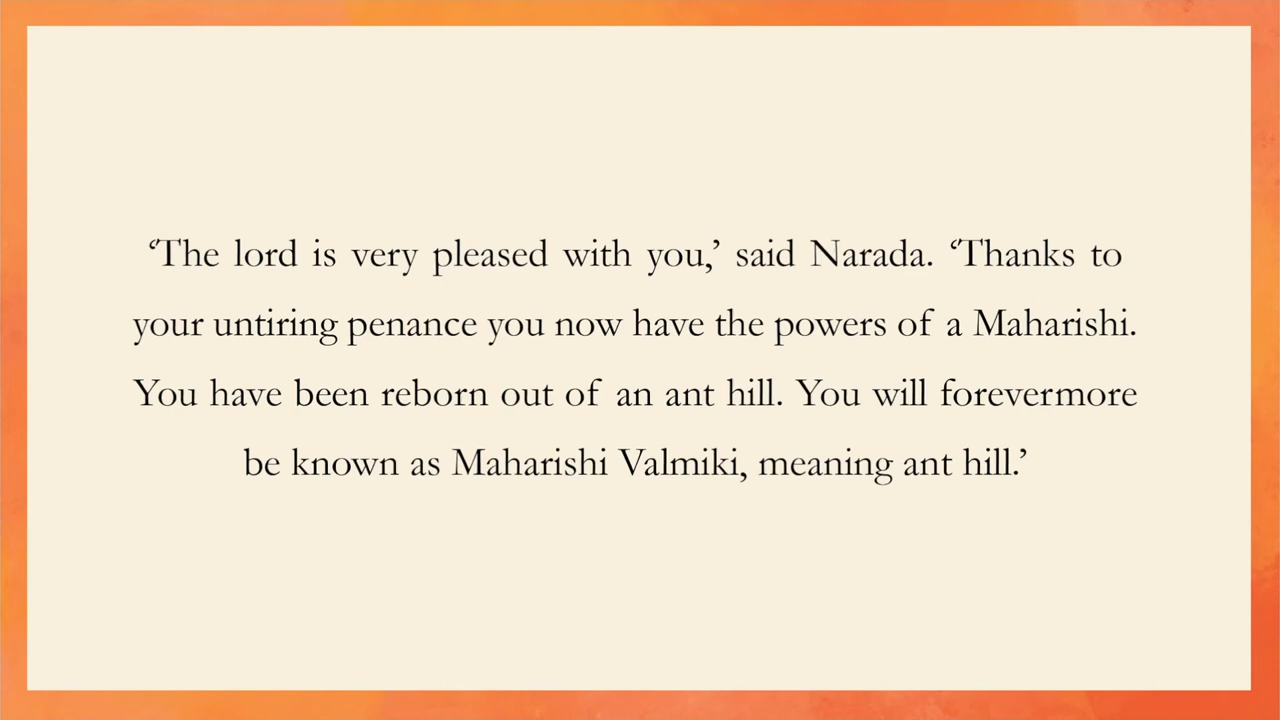 ‘The lord is very pleased with you,’ said Narada. ‘Thanks to
your untiring penance you now have the powers of a Maharishi.
You have been reborn out of an ant hill. You will forevermore
be known as Maharishi Valmiki, meaning ant hill.’